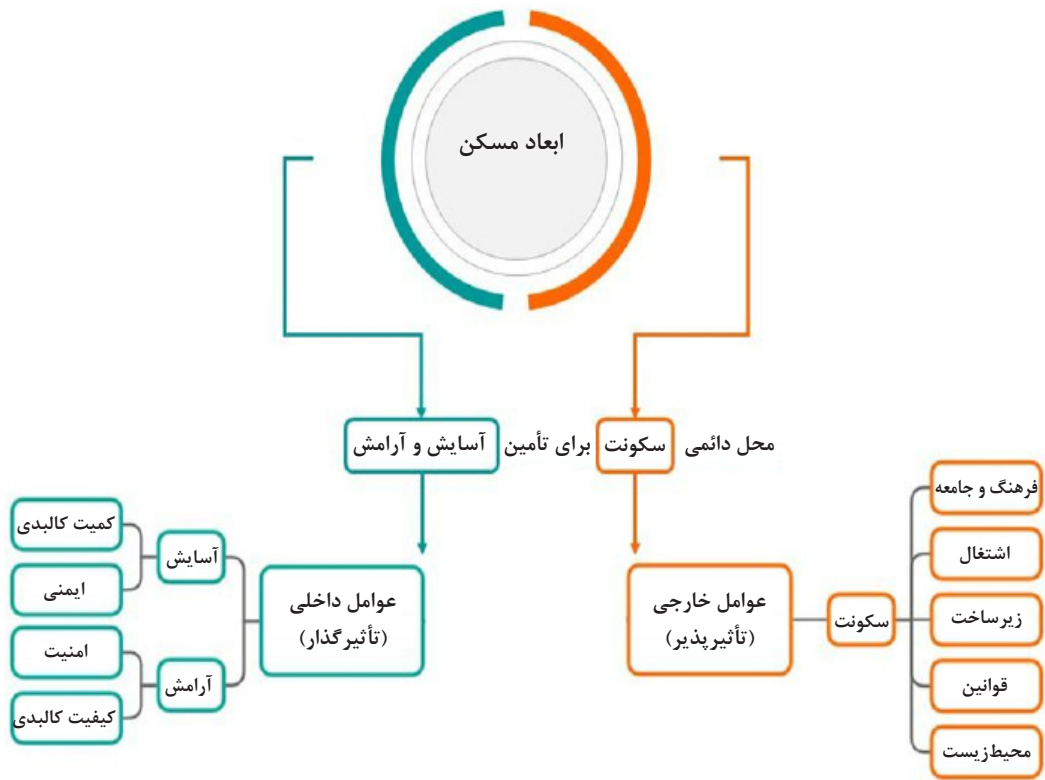 ابعاد مسکن
محل دائمی سکونت برای تأمین آسایش و آرامش
عوامل خارجی
(تأثیرپذیر)
سکونت
فرهنگ و جامعه
اشتغال
زیرساخت
قوانین
محیط‌زیست
عوامل داخلی
(تأثیرگذار)
آسایش
کمیت کالبدی
ایمنی
آرامش
امنیت
کیفیت کالبدی